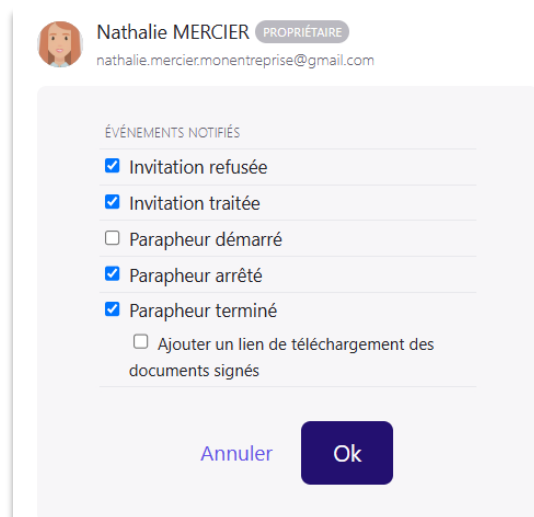 Nathalie MERCIER PROPRIÉTAIRE
nathalie.mercier.monentreprise@gmail.com
ÉVÉNEMENTS NOTIFIÉS
Invitation refusée
Invitation traitée
Parapheur démarré
Parapheur arrêté
Parapheur terminé
Ajouter un lien de téléchargement des
documents signés
Annuler Ok